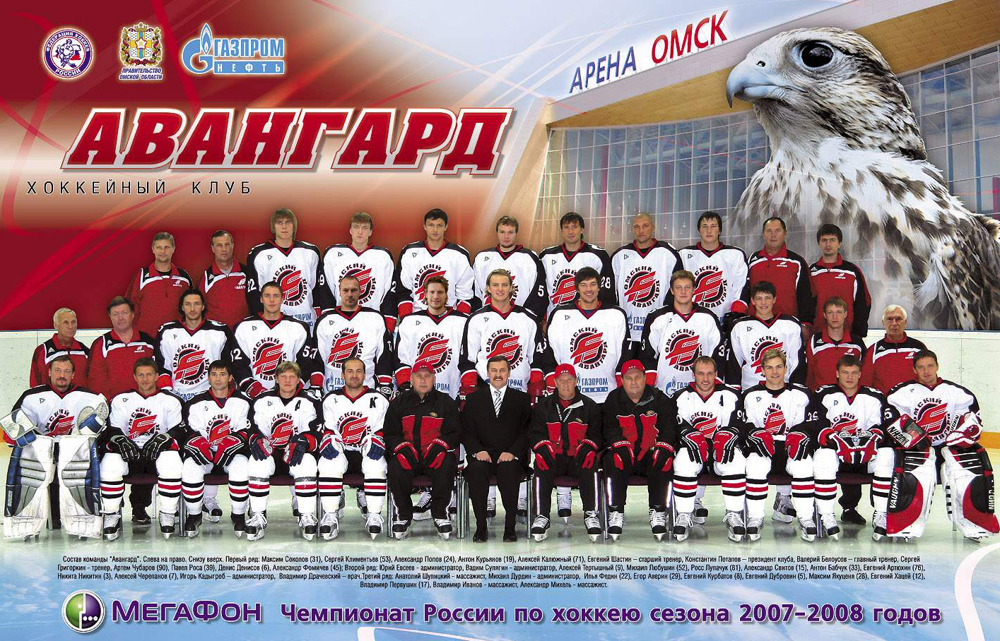 ФЕДЕРАЦИЯ ХОККЕЯ РОССИИ
ПРАВИТЕЛЬСТВО
ОМСКОЙ ОБЛАСТИ
ГАЗПРОМ
НЕФТЬ
АРЕНА ОМСК
АВАНГАРД
ХОККЕЙНЫЙ КЛУБ
Состав команды "Авангард". Слева на право. Снизу вверх. Первый ряд: Максим Соколов (31), Сергей Климентьев (53), Александр Попов (24), Антон Курьянов (19), Алексей Калюжный (71), Евгений Шастин – старший тренер, Константин Потапов – президент клуба, Валерий Белоусов – главный тренер, Сергей
Григоркин - тренер, Артем Чубаров (90), Павел Роса (39), Денис Денисов (6), Александр Фомичев (45); Второй ряд: Юрий Евсеев - администратор, Вадим Сулягин - администратор, Алексей Тертышный (9), Михаил Любушин (52), Росс Лупачук (81), Александр Свитов (15), Антон Бабчук (33), Евгений Артюхин (76),
Никита Никитин (3), Алексей Черепанов (7), Игорь Кадыгроб – администратор, Владимир Драчевский – врач.Третий ряд: Анатолий Шулицкий - массажист, Михаил Дурдин - администратор, Илья Федин (22), Егор Аверин (29), Евгений Курбатов (8), Евгений Дубровин (5), Максим Якуценя (28), Евгений Хацей (12),
Владимир Первушин (17), Владимир Иванов - массажист, Александр Михель - массажист.
МЕГАФОН Чемпионат России по хоккею сезона 2007–2008 годов